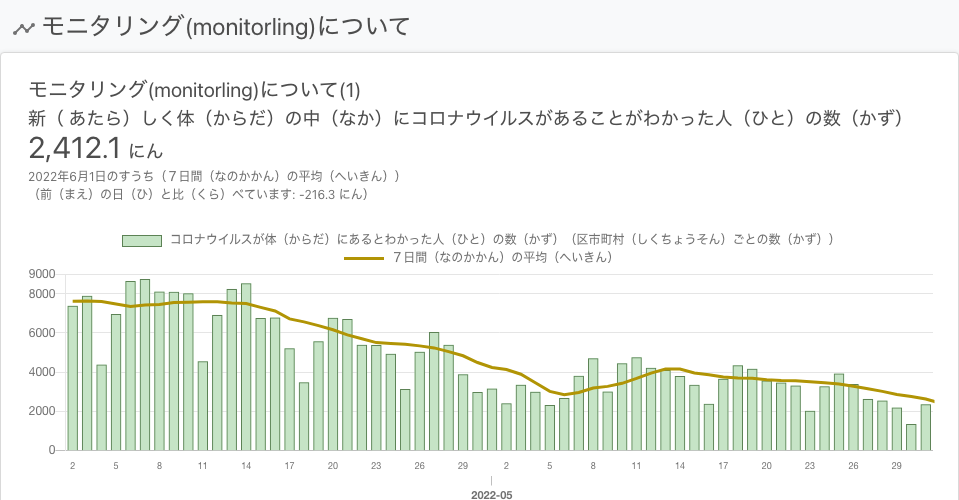 モニタリング(monitorling)について
モニタリング(monitorling)について(1)
新（ あたら）しく体（からだ）の中（なか）にコロナウイルスがあることがわかった人（ひと）の数（かず）
2,412.1 にん
2022年6月1日のすうち（７日間（なのかかん）の平均（へいきん））
（前（まえ）の日（ひ）と比（くら）べています: -216.3 にん）
コロナウイルスが体（からだ）にあるとわかった人（ひと）の数（かず）（区市町村（しくちょうそん）ごとの数（かず））
７日間（なのかかん）の平均（へいきん）
9000
8000
6000
4000
2000
0
2 5 8 11 14 17 20 23 26 29 2 5 8 11 14 17 20 23 26 29
2022-05